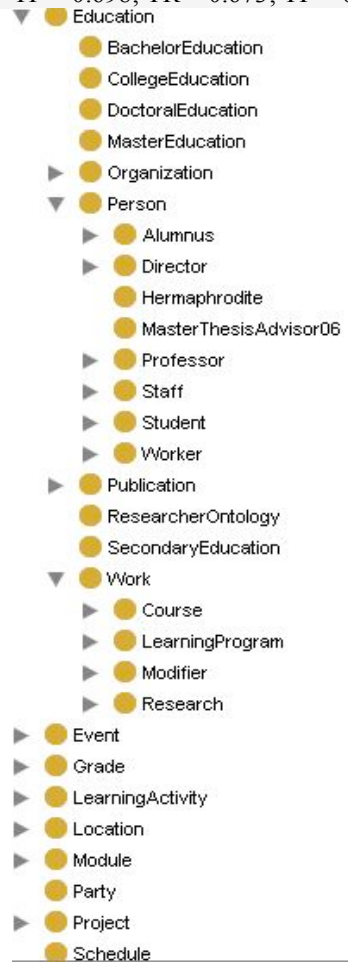 Education
BachelorEducation
CollegeEducation
DoctoralEducation
MasterEducation
Organization
Person
Alumnus
Director
Hermaphrodite
MasterThesisAdvisor06
Professor
Staff
Student
Worker
Publication
ResearcherOntology
SecondaryEducation
Work
Course
LearningProgram
Modifier
Research
Event
Grade
LearningActivity
Location
Module
Party
Project
Schedule